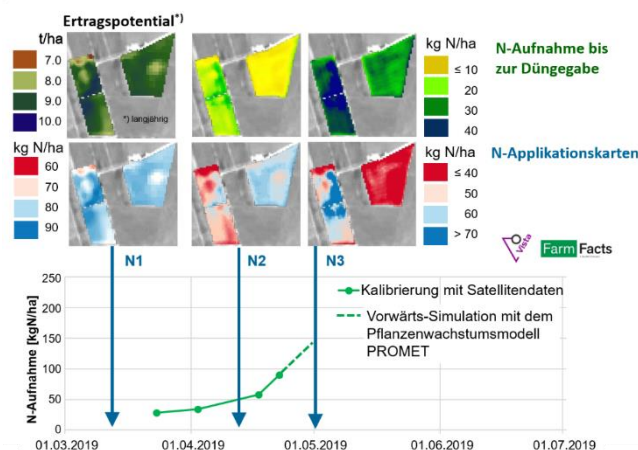 Ertragspotential*)
t/ha
7.0
8.0
9.0
10.0
*) langjährig
kg N/ha
≤ 10
20
30
40
N-Aufnahme bis
zur Düngegabe
kg N/ha
60
70
80
90
kg N/ha
≤ 40
50
60
> 70
N-Applikationskarten
Vista
Farm Facts
N1
N2
N3
N-Aufnahme [kgN/ha]
250
200
150
100
50
0
Kalibrierung mit Satellitendaten
Vorwärts-Simulation mit dem
Pflanzenwachstumsmodell
PROMET
01.03.2019
01.04.2019
01.05.2019
01.06.2019
01.07.2019